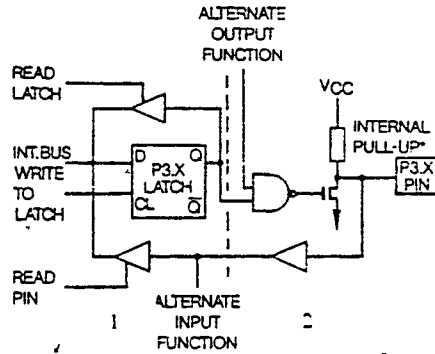 ALTERNATE
OUTPUT
FUNCTION
READ
LATCH
VCC
INTERNAL
PULL-UP*
INT.BUS
WRITE
TO
LATCH
D
Q
P3.X
LATCH
CL
Q̅
P3.X
PIN
READ
PIN
ALTERNATE
INPUT
FUNCTION
1
2